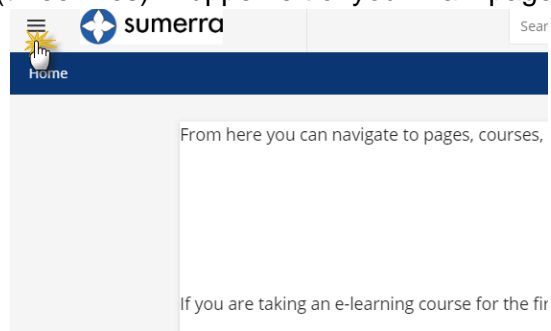 sumerra
Sear
Home
From here you can navigate to pages, courses,
If you are taking an e-learning course for the fir